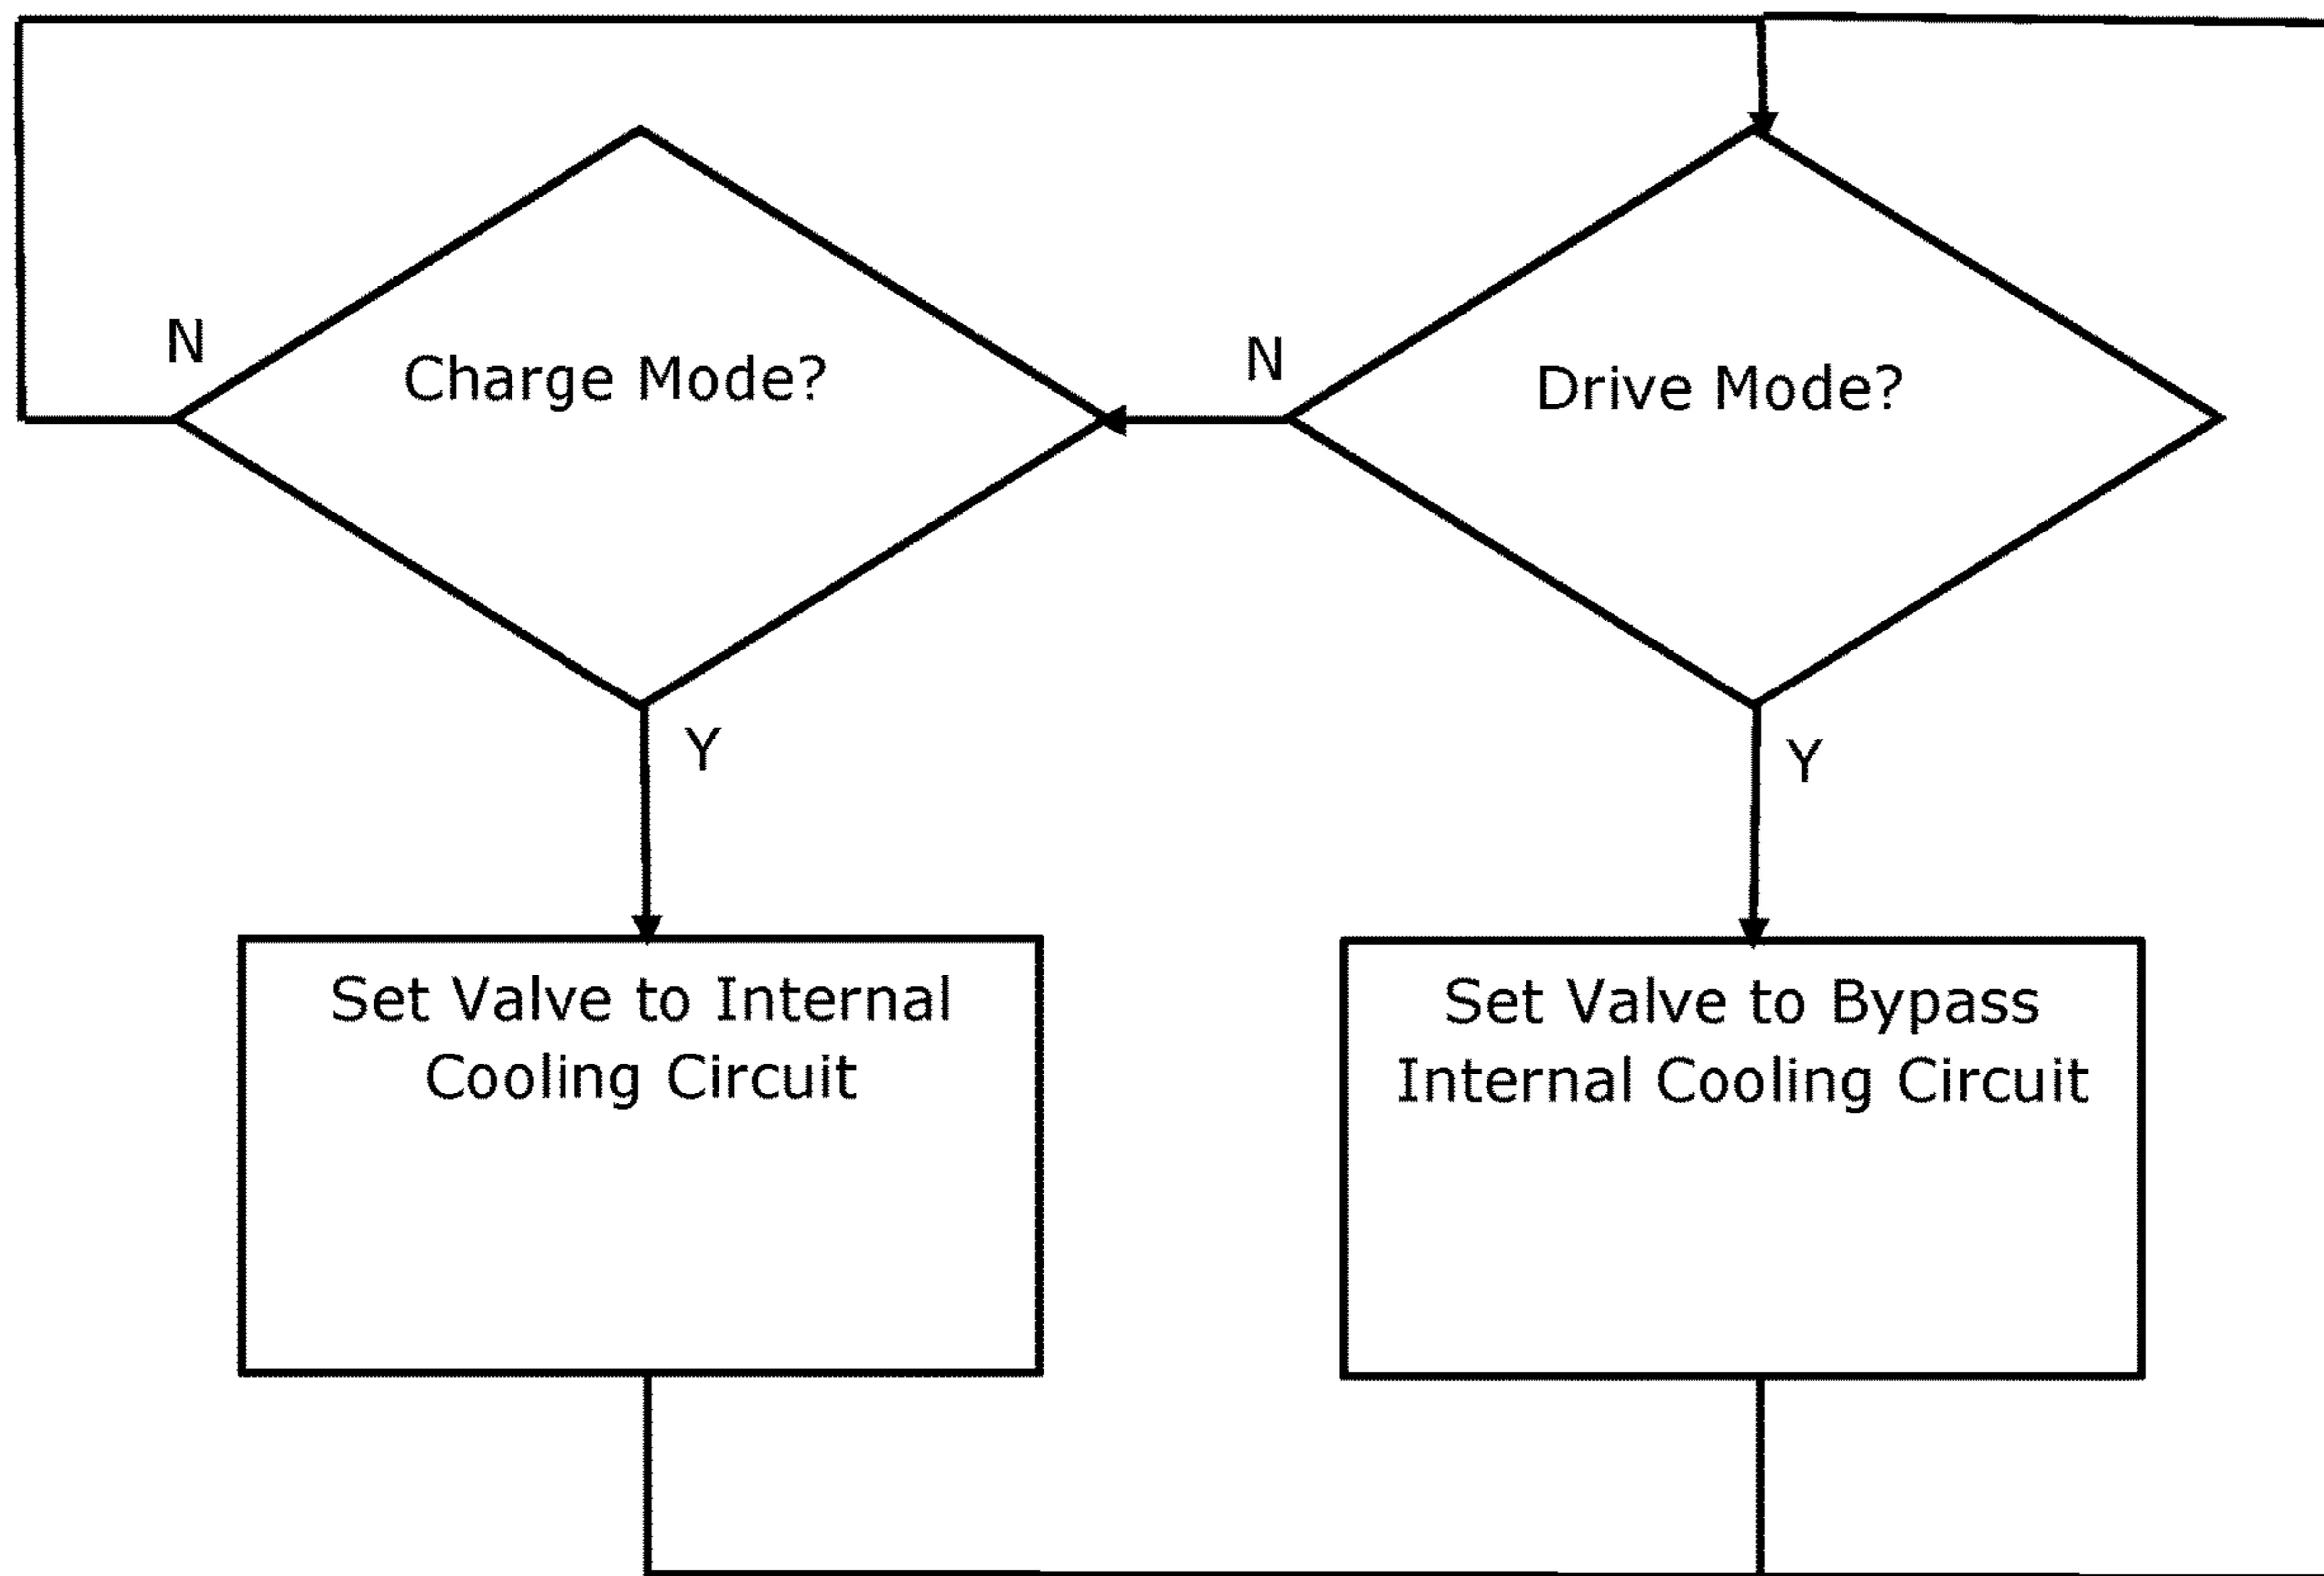 N
Charge Mode?
N
Drive Mode?
Y
Y
Set Valve to Internal
Cooling Circuit
Set Valve to Bypass
Internal Cooling Circuit